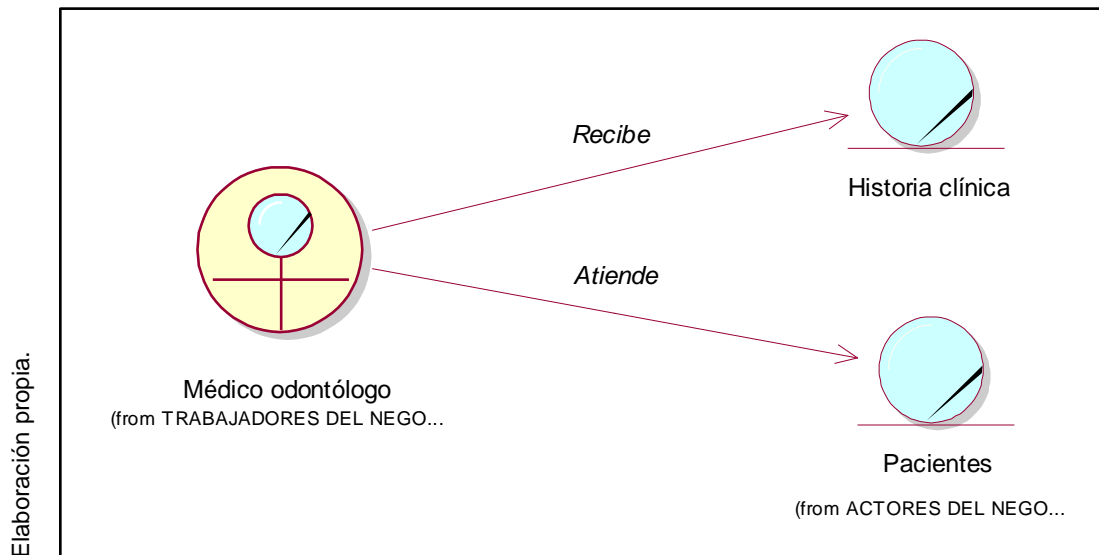 Recibe
Historia clínica
Médico odontólogo
(from TRABAJADORES DEL NEGO...
Atiende
Pacientes
(from ACTORES DEL NEGO...
Elaboración propia.